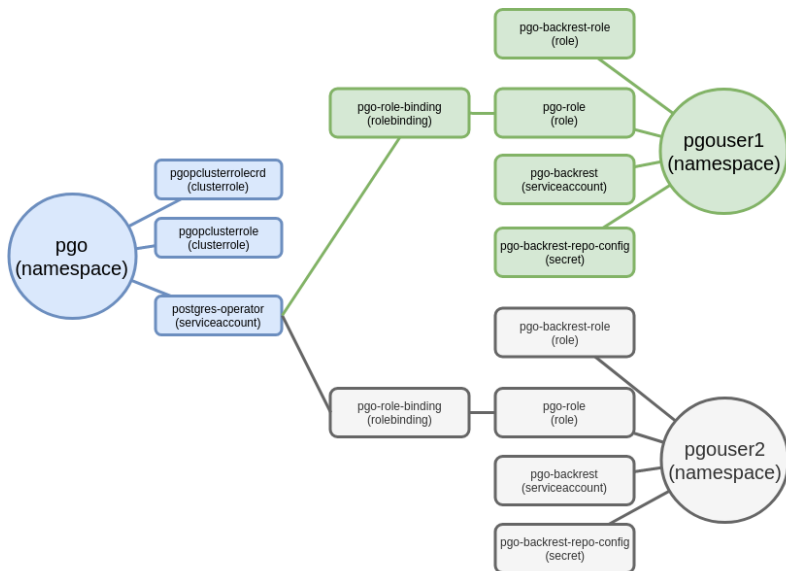 pgo
(namespace)
pgopclusterrolecrd
(clusterrole)
pgopclusterrole
(clusterrole)
postgres-operator
(serviceaccount)
pgo-role-binding
(rolebinding)
pgo-backrest-role
(role)
pgo-role
(role)
pgo-backrest
(serviceaccount)
pgo-backrest-repo-config
(secret)
pgouser1
(namespace)
pgo-role-binding
(rolebinding)
pgo-backrest-role
(role)
pgo-role
(role)
pgo-backrest
(serviceaccount)
pgo-backrest-repo-config
(secret)
pgouser2
(namespace)